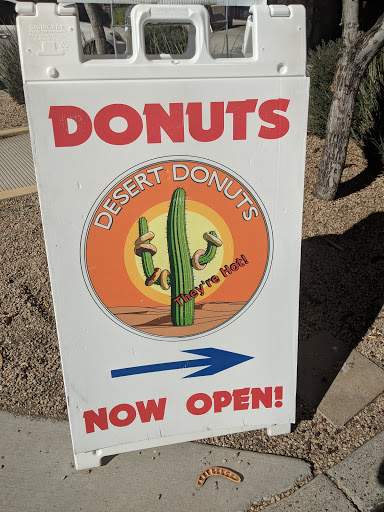 DONUTS
DESERT DONUTS
They're Hot!
NOW OPEN!